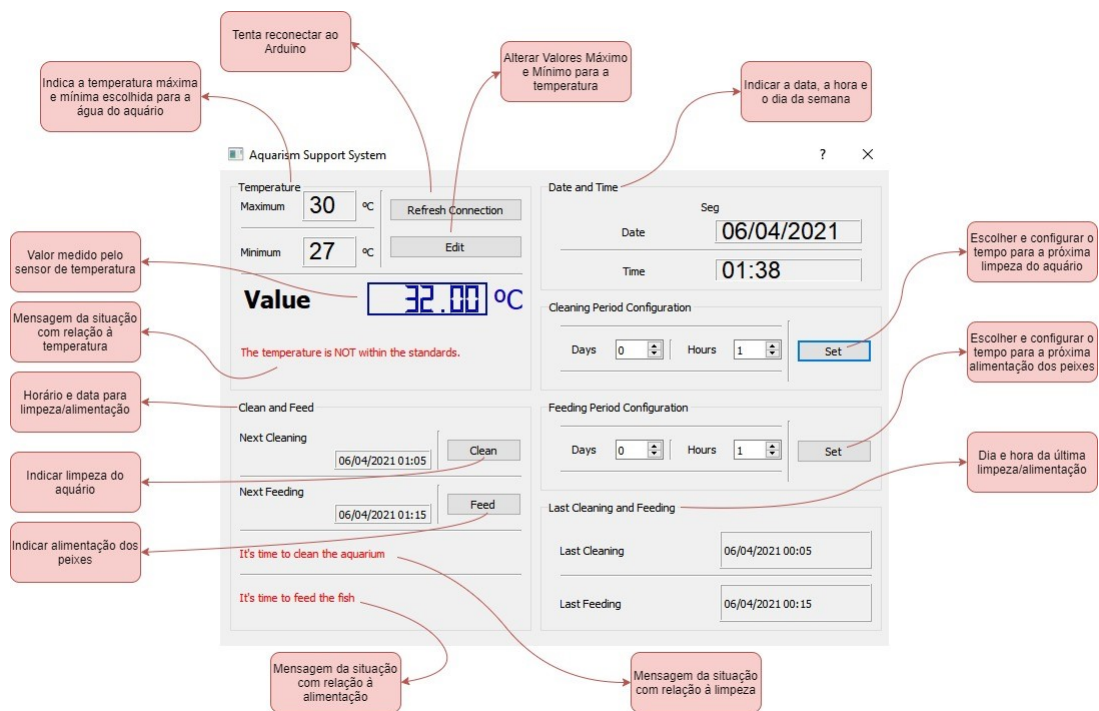 Tenta reconectar ao
Arduino
Alterar Valores Máximo
e Mínimo para a
temperatura
Indica a temperatura máxima
e mínima escolhida para a
água do aquário
Indicar a data, a hora e
o dia da semana
Aquarism Support System
?
Temperature
Maximum
30
ºC
Refresh Connection
Minimum
27
ºC
Edit
Value
32.00
ºC
The temperature is NOT within the standards.
Date and Time
Seg
Date
06/04/2021
Time
01:38
Cleaning Period Configuration
Days
0
Hours
1
Set
Feeding Period Configuration
Days
0
Hours
1
Set
Clean and Feed
Next Cleaning
06/04/2021 01:05
Clean
Next Feeding
06/04/2021 01:15
Feed
It's time to clean the aquarium
It's time to feed the fish
Last Cleaning and Feeding
Last Cleaning
06/04/2021 00:05
Last Feeding
06/04/2021 00:15
Valor medido pelo
sensor de temperatura
Mensagem da situação
com relação à
temperatura
Horário e data para
limpeza/alimentação
Indicar limpeza do
aquário
Indicar alimentação dos
peixes
Escolher e configurar o
tempo para a próxima
limpeza do aquário
Escolher e configurar o
tempo para a próxima
alimentação dos peixes
Dia e hora da última
limpeza/alimentação
Mensagem da situação
com relação à
alimentação
Mensagem da situação
com relação à limpeza